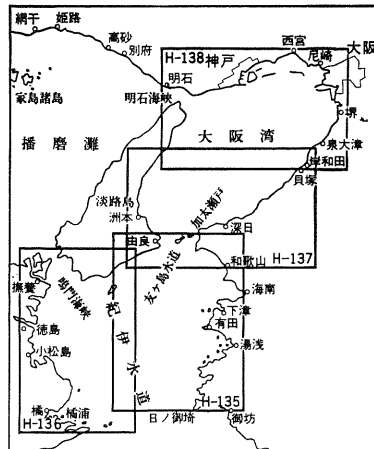 網干
姫路
高砂
別府
西宮
尼崎
大阪
H-138神戸
明石
家島諸島
明石海峡
堺
播磨灘
大阪湾
泉大津
岸和田
貝塚
淡路島
洲本
加太瀬戸
深日
由良
友ヶ島水道
和歌山
H-137
撫養
鳴門海峡
紀伊水道
海南
下津
有田
徳島
小松島
湯浅
橘
橘浦
H-136
日ノ御埼
H-135
御坊